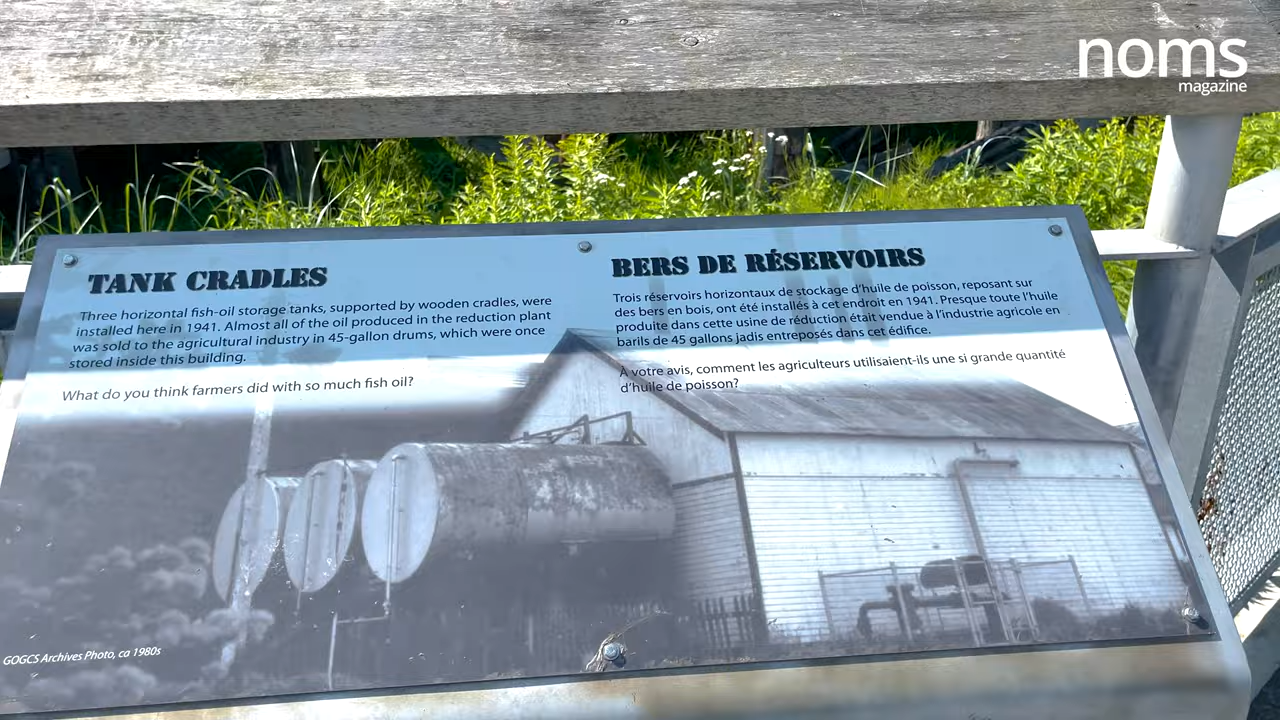 noms
magazine
TANK CRADLES
Three horizontal fish-oil storage tanks, supported by wooden cradles, were
installed here in 1941. Almost all of the oil produced in the reduction plant
was sold to the agricultural industry in 45-gallon drums, which were once
stored inside this building.
What do you think farmers did with so much fish oil?
BERS DE RÉSERVOIRS
Trois réservoirs horizontaux de stockage d'huile de poisson, reposant sur
des bers en bois, ont été installés à cet endroit en 1941. Presque toute l'huile
produite dans cette usine de réduction était vendue à l'industrie agricole en
barils de 45 gallons jadis entreposés dans cet édifice.
À votre avis, comment les agriculteurs utilisaient-ils une si grande quantité
d'huile de poisson?
GOGCS Archives Photo, ca 1980s